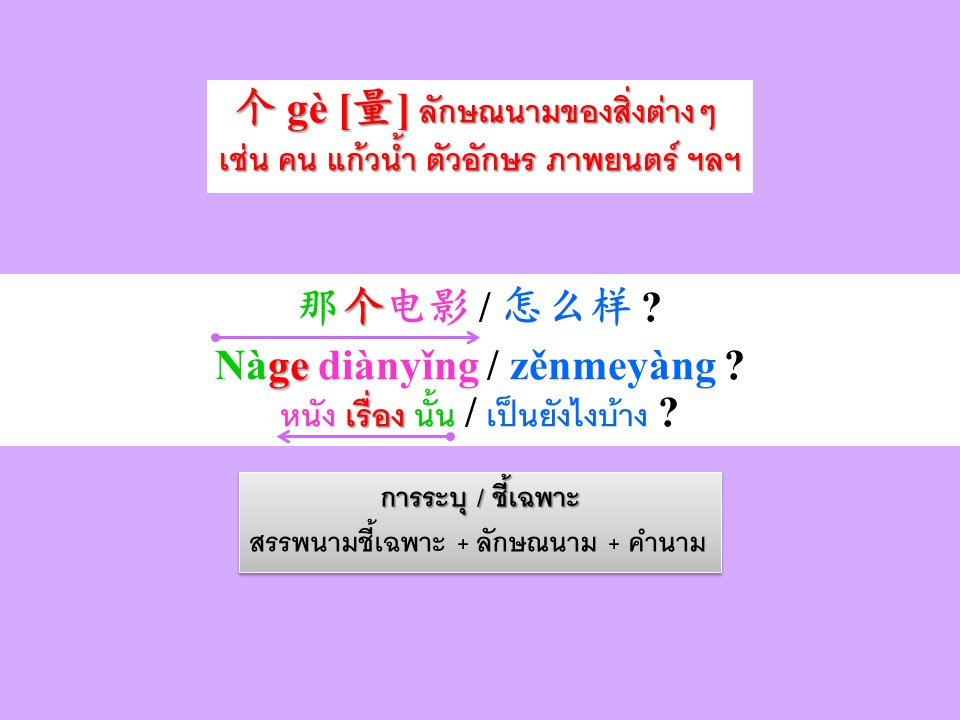 个 gè [量] ลักษณนามของสิ่งต่างๆ
เช่น คน แก้วน้ำ ตัวอักษร ภาพยนตร์ ฯลฯ
那个电影 / 怎么样 ?
Nàge diànyǐng / zěnmeyàng ?
หนัง เรื่อง นั้น / เป็นยังไงบ้าง ?
การระบุ / ชี้เฉพาะ
สรรพนามชี้เฉพาะ + ลักษณนาม + คำนาม